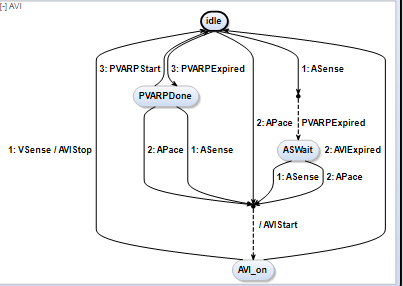 [-] AVI
idle
3: PVARPStart
3: PVARPExpired
1: ASense
PVARPDone
2: APace
PVARPExpired
1: VSense / AVIStop
2: APace
1: ASense
ASWait
2: AVIExpired
1: ASense
2: APace
/ AVIStart
AVI_on